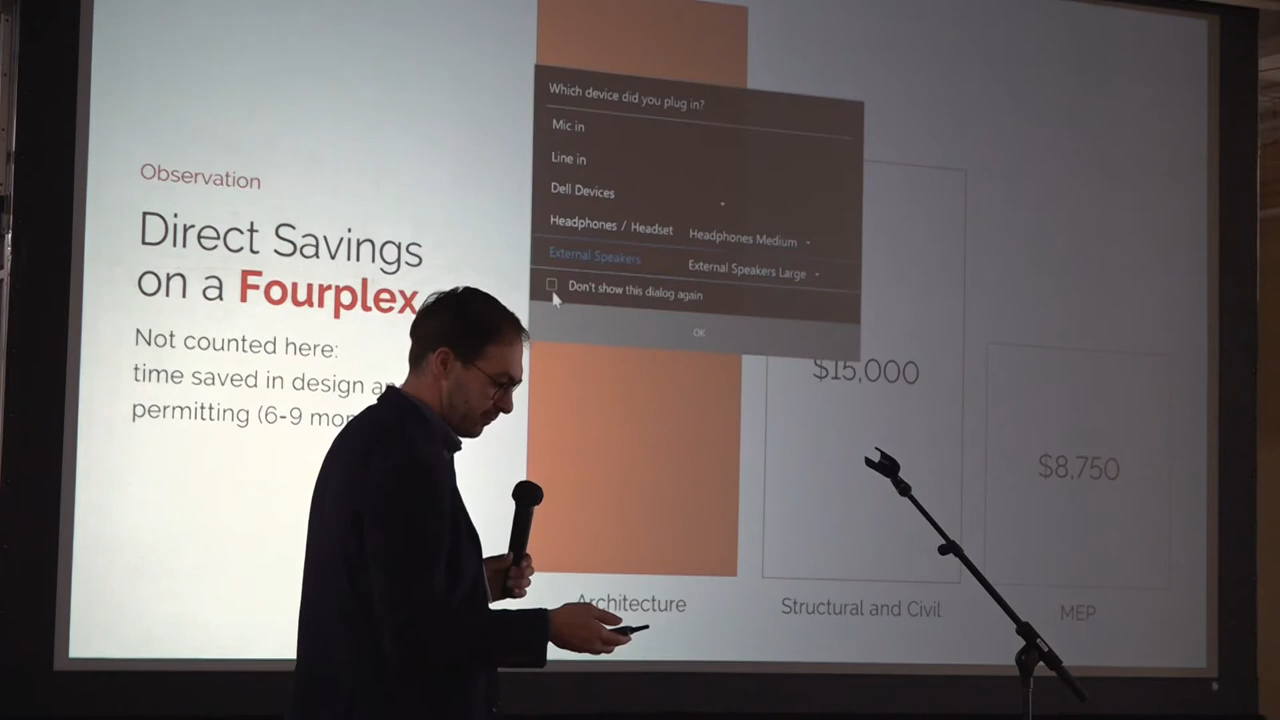 Observation
Direct Savings
on a Fourplex
Not counted here:
time saved in design
permitting (6-9
Which device did you plug in?
Mic in
Line in
Dell Devices
Headphones / Headset Headphones Medium
External Speakers External Speakers Large
Don't show this dialog again
OK
$15,000
$8,750
Architecture
Structural and Civil
MEP